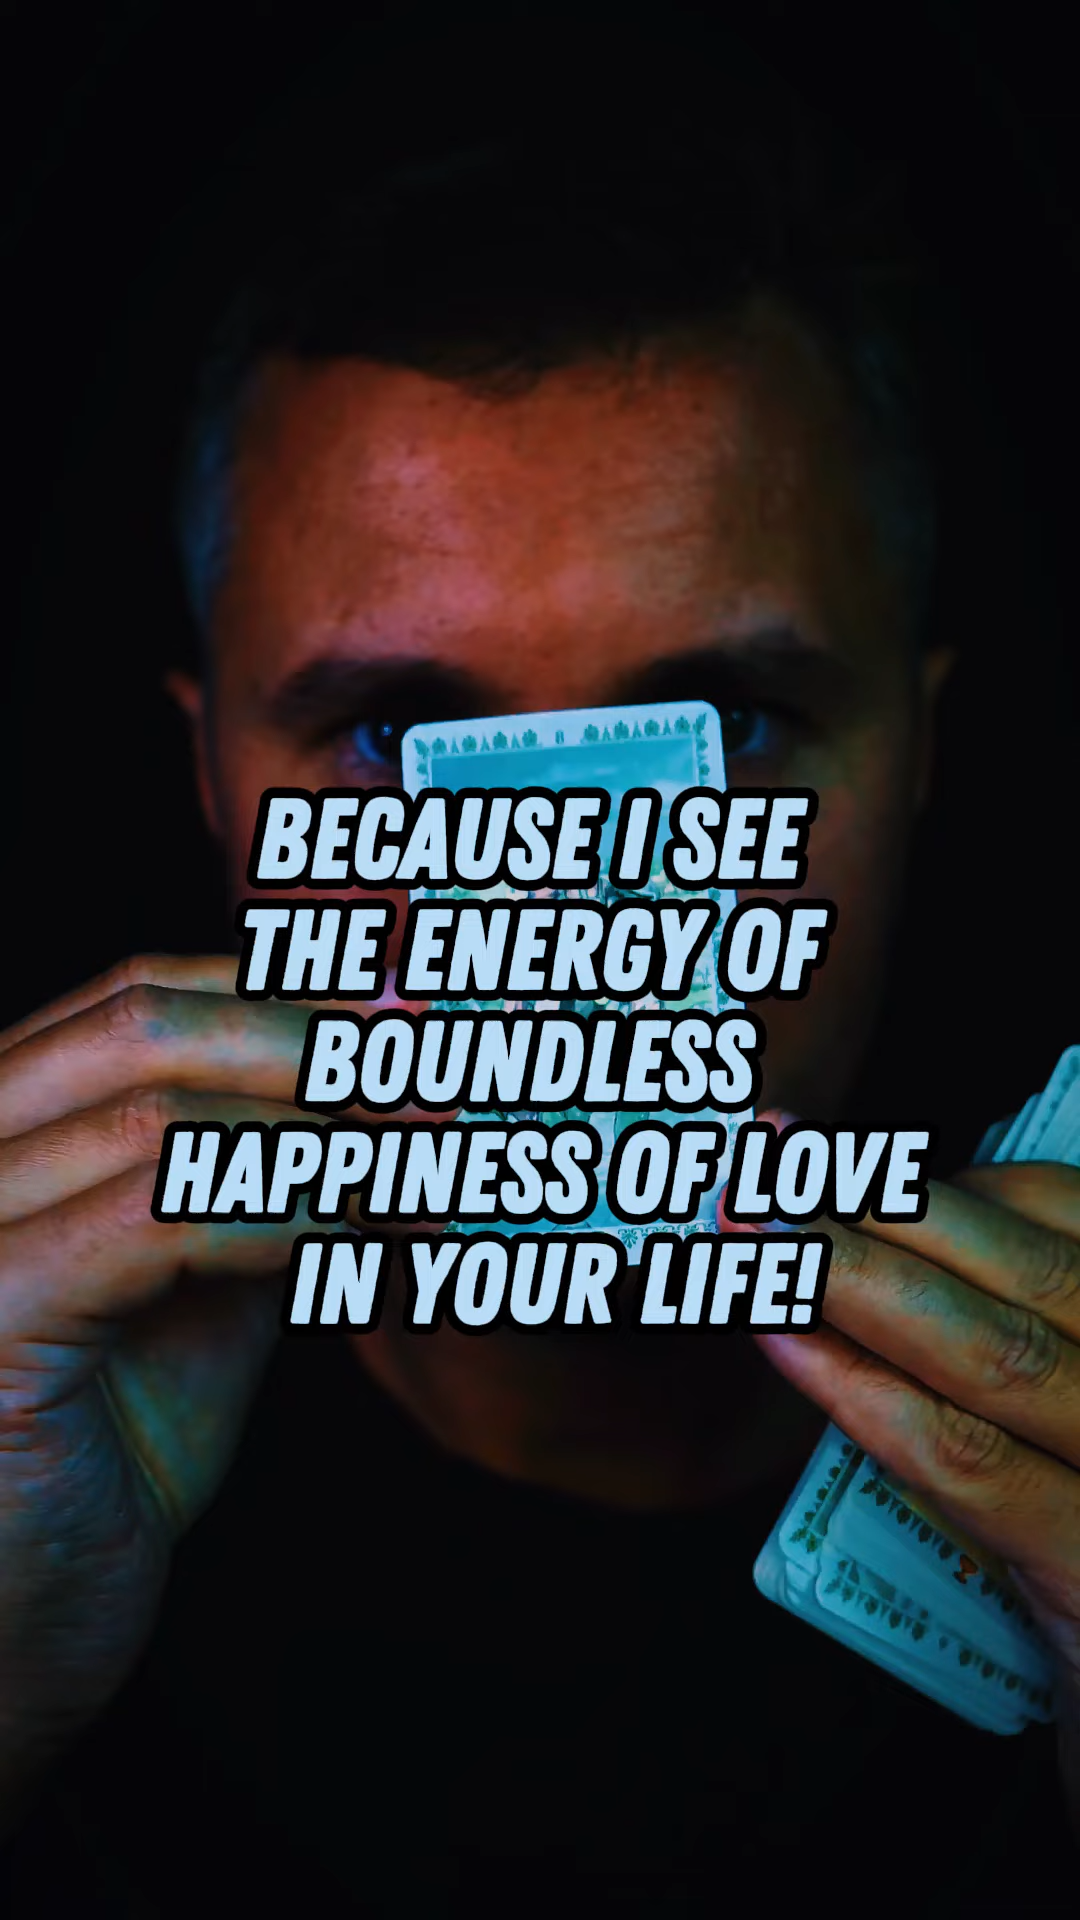 BECAUSE I SEE
THE ENERGY OF
BOUNDLESS
HAPPINESS OF LOVE
IN YOUR LIFE!